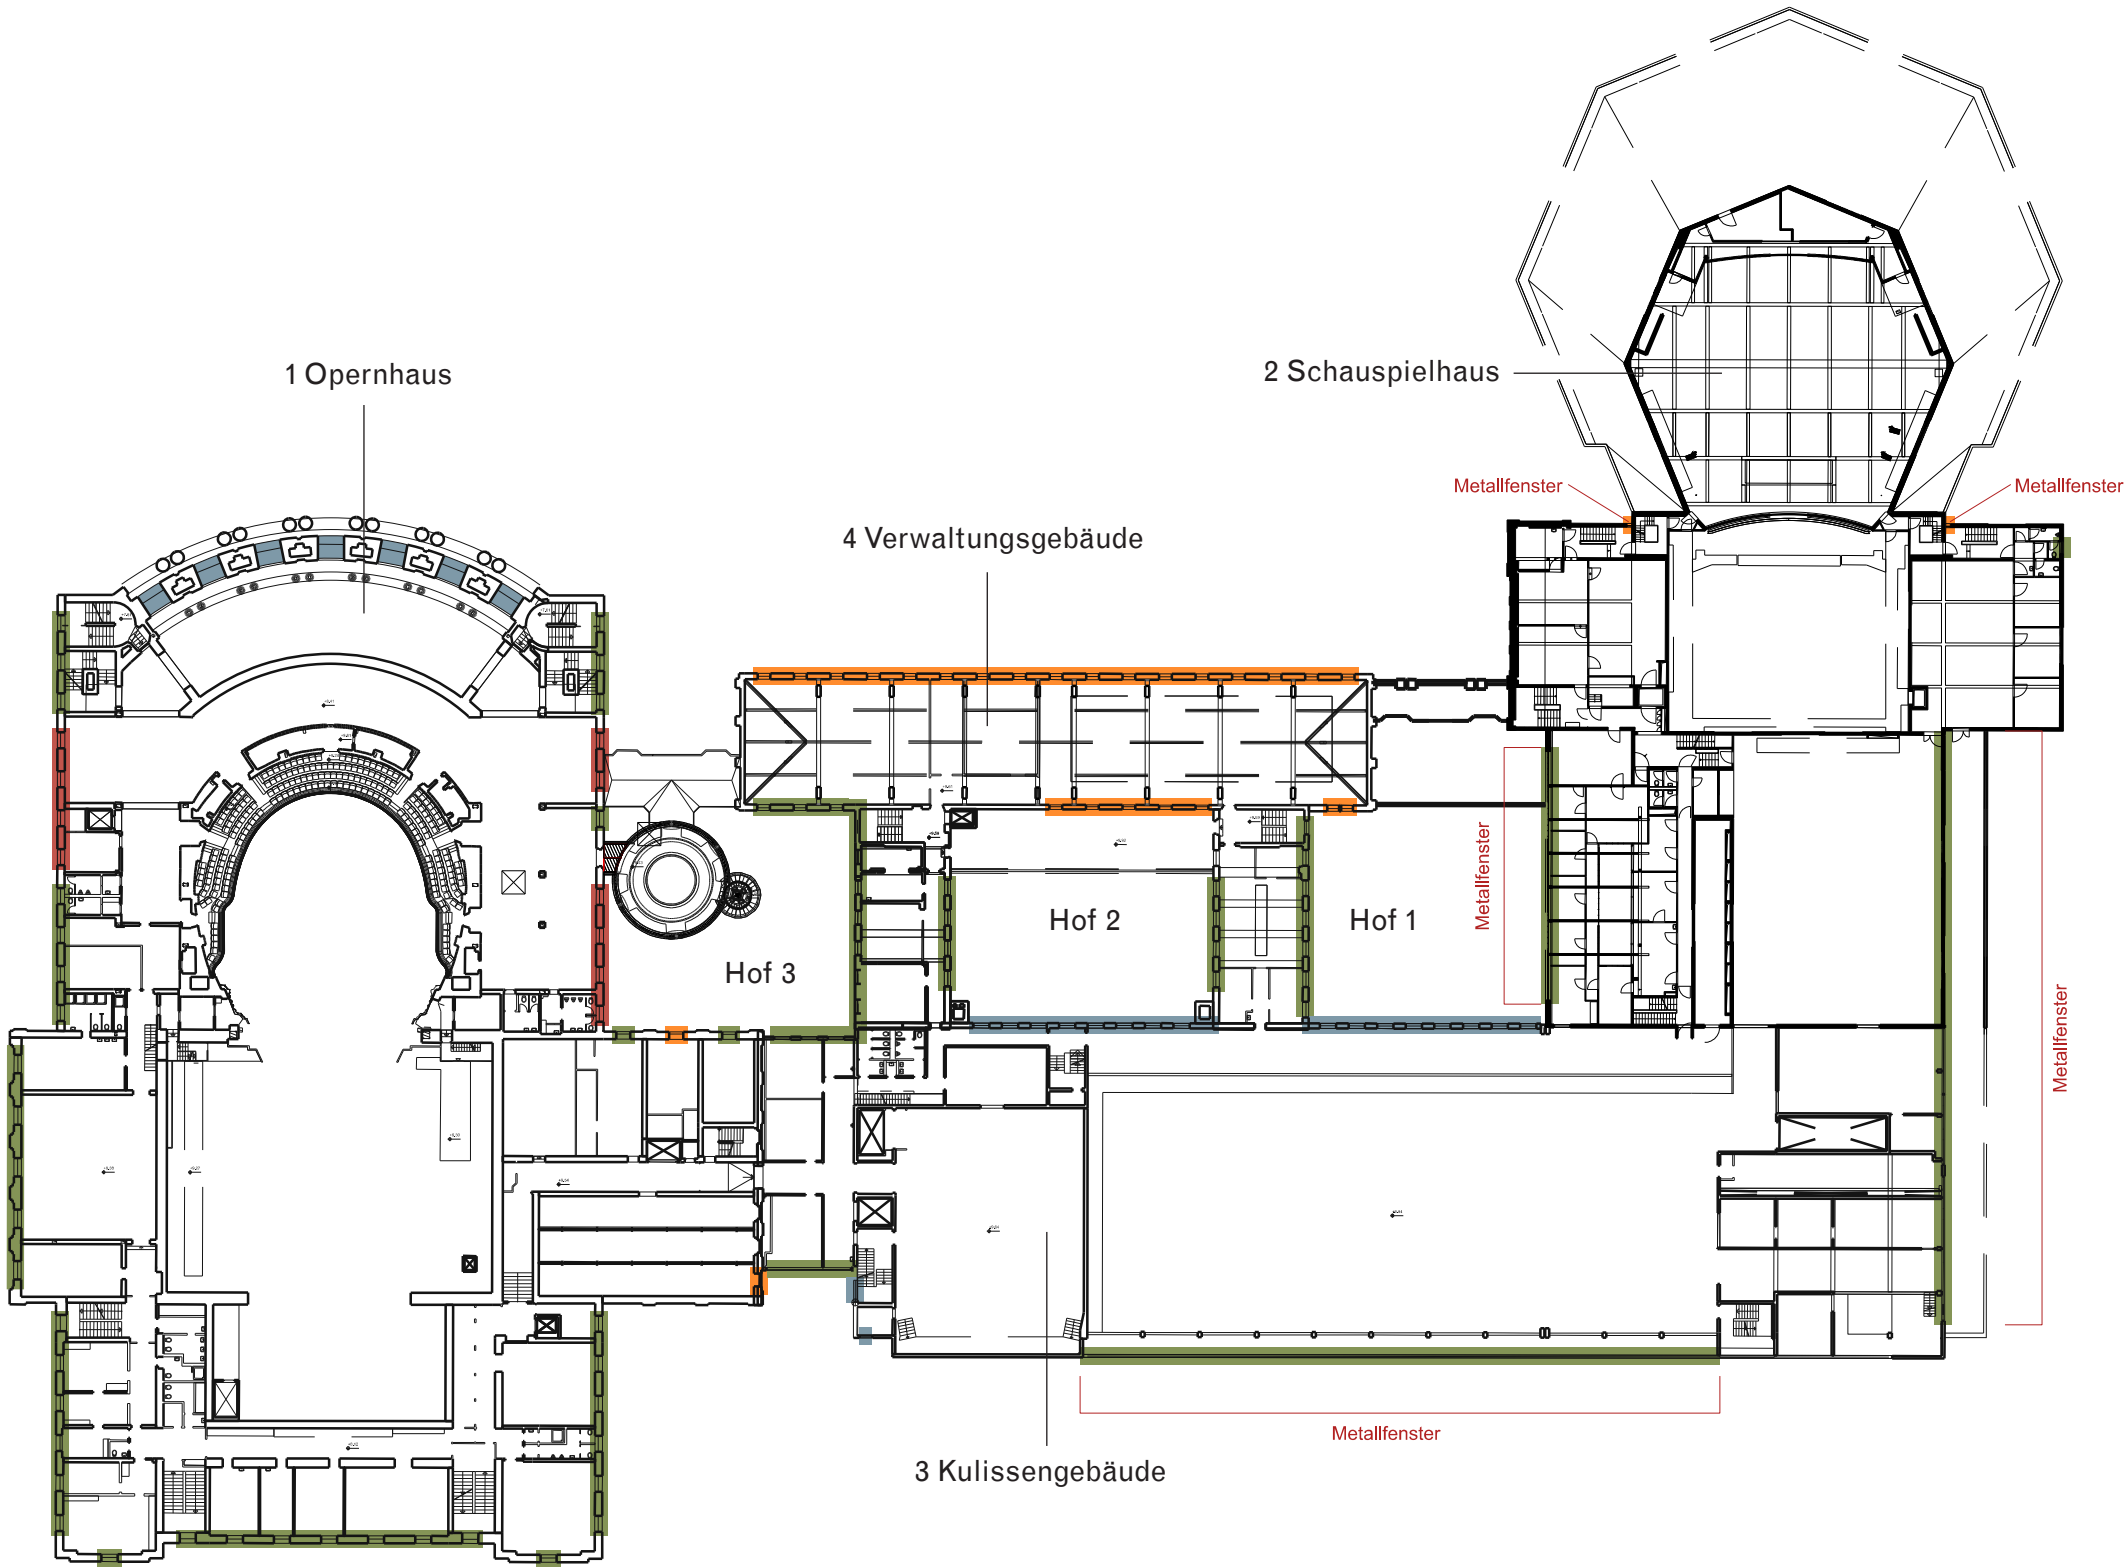 1 Opernhaus
2 Schauspielhaus
Metallfenster
Metallfenster
4 Verwaltungsgebäude
Metallfenster
Hof 2
Hof 1
Hof 3
Metallfenster
Metallfenster
3 Kulissengebäude